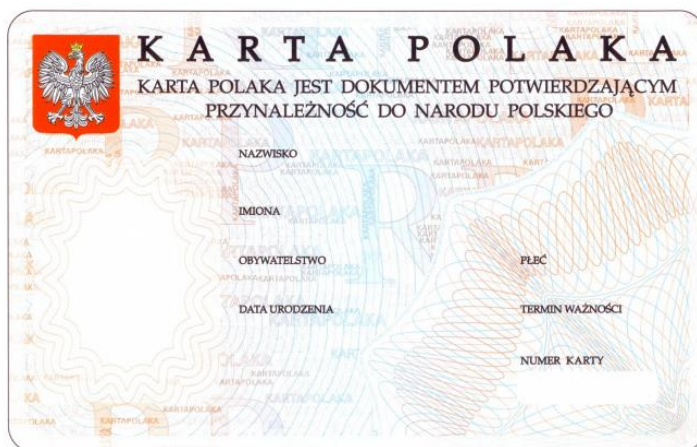 KARTA POLAKA
KARTA POLAKA JEST DOKUMENTEM POTWIERDZAJĄCYM
PRZYNALEŻNOŚĆ DO NARODU POLSKIEGO
NAZWISKO
IMIONA
OBYWATELSTWO
PŁEĆ
DATA URODZENIA
TERMIN WAŻNOŚCI
NUMER KARTY